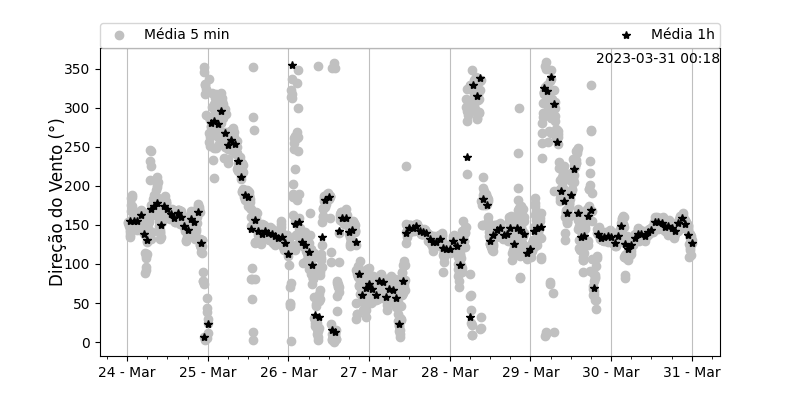 Média 5 min
Média 1h
2023-03-31 00:18
Direção do Vento (°)
350
300
250
200
150
100
50
0
24 - Mar
25 - Mar
26 - Mar
27 - Mar
28 - Mar
29 - Mar
30 - Mar
31 - Mar